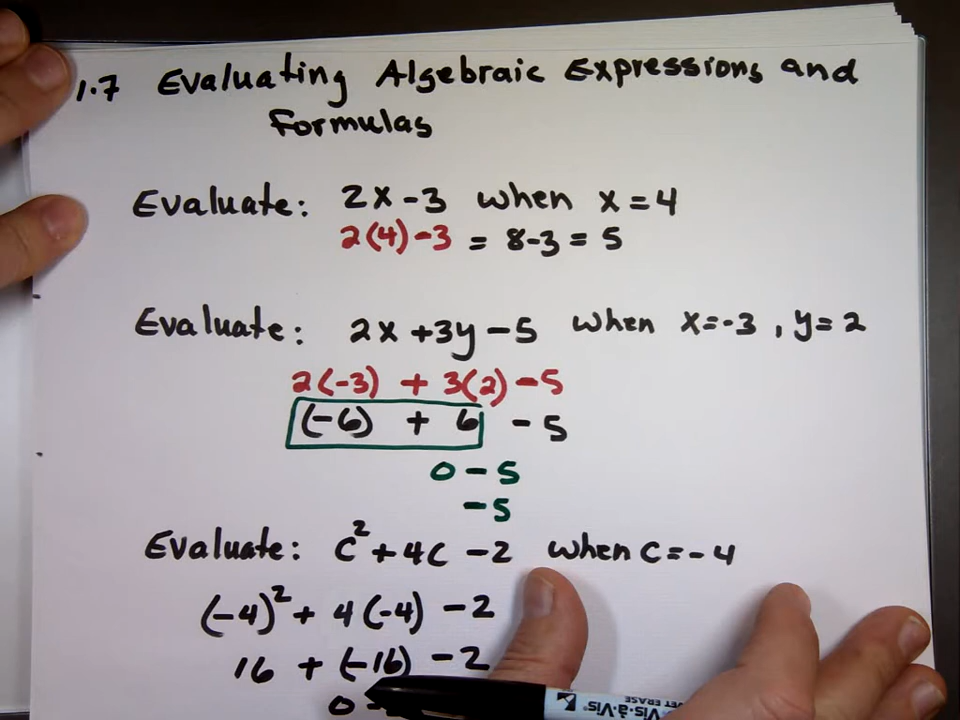 1.7 Evaluating Algebraic Expressions and
Formulas
Evaluate: 2x - 3 when x = 4
2(4) - 3 = 8 - 3 = 5
Evaluate: 2x + 3y - 5 when x = -3 , y = 2
2(-3) + 3(2) - 5
(-6) + 6 - 5
0 - 5
-5
Evaluate: c² + 4c - 2 when c = -4
(-4)² + 4(-4) - 2
16 + (-16) - 2
0 -
Vis-à-Vis
WET ERASE